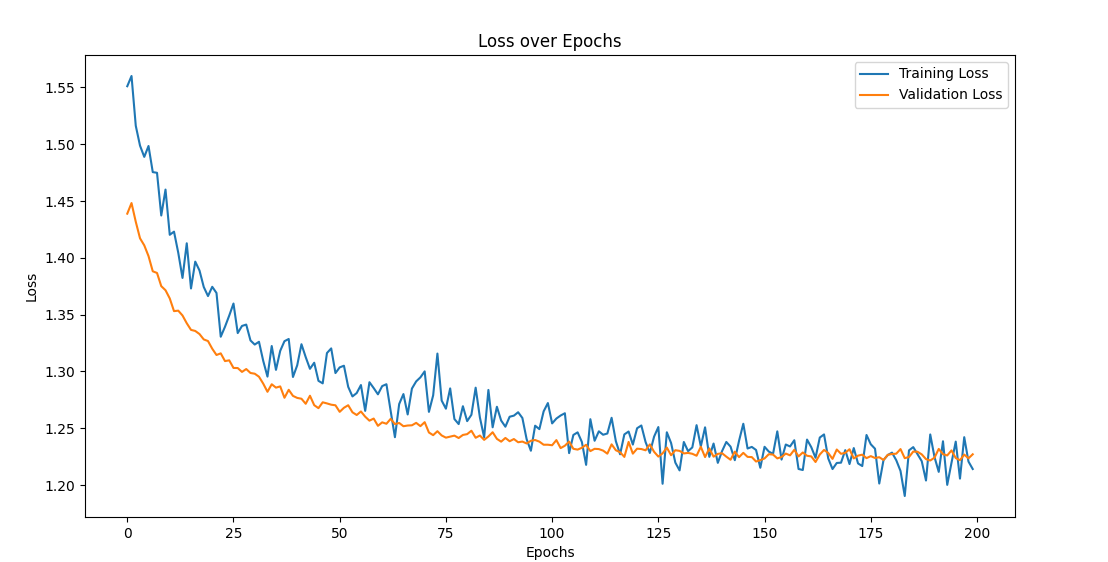 Loss over Epochs
Training Loss
Validation Loss
1.55
1.50
1.45
1.40
1.35
1.30
1.25
1.20
Loss
0 25 50 75 100 125 150 175 200
Epochs